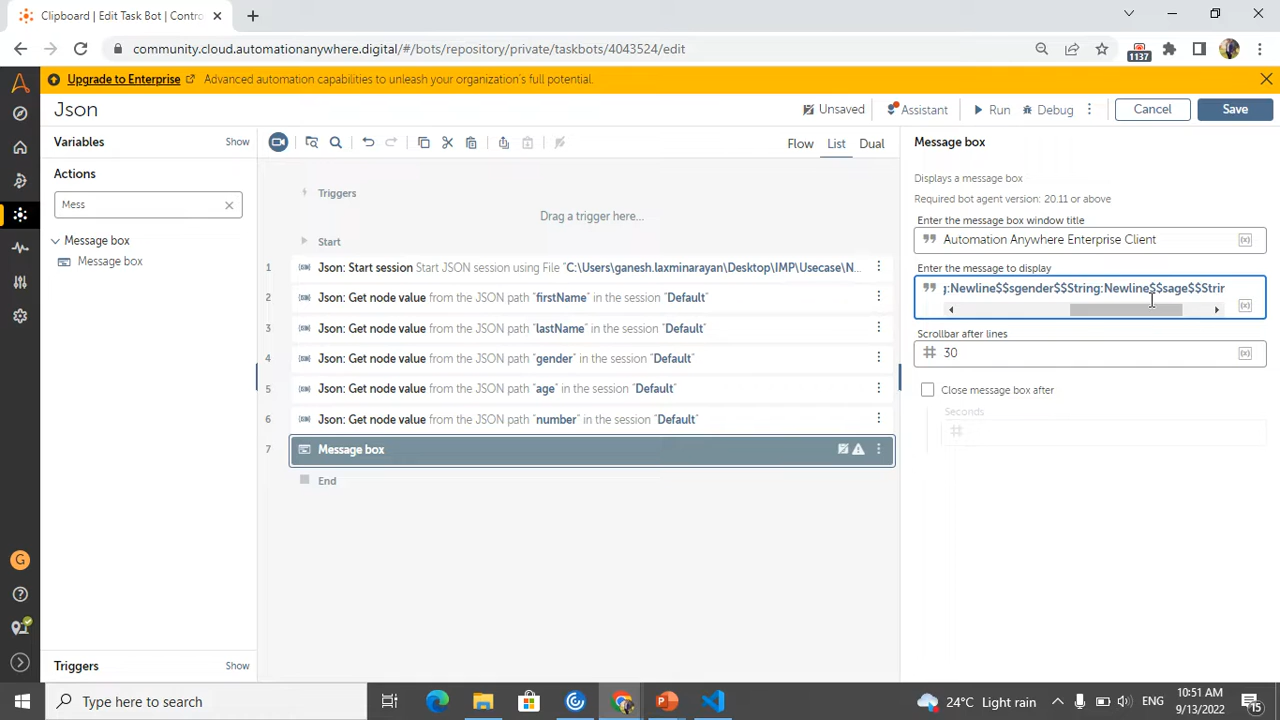 Clipboard | Edit Task Bot | Contro
community.cloud.automationanywhere.digital/#/bots/repository/private/taskbots/4043524/edit
1137
Upgrade to Enterprise
Advanced automation capabilities to unleash your organization's full potential.
Json
Unsaved
Assistant
Run
Debug
Cancel
Save
Variables
Show
Flow
List
Dual
Message box
Actions
Mess
Message box
Message box
Triggers
Drag a trigger here...
Start
1 Json: Start session Start JSON session using File "C:\Users\ganesh.laxminarayan\Desktop\IMP\Usecase\N...
2 Json: Get node value from the JSON path "firstName" in the session "Default"
3 Json: Get node value from the JSON path "lastName" in the session "Default"
4 Json: Get node value from the JSON path "gender" in the session "Default"
5 Json: Get node value from the JSON path "age" in the session "Default"
6 Json: Get node value from the JSON path "number" in the session "Default"
7 Message box
End
Displays a message box
Required bot agent version: 20.11 or above
Enter the message box window title
Automation Anywhere Enterprise Client
(x)
Enter the message to display
g:Newline$$sgender$$String:Newline$$sage$$Strin
(x)
Scrollbar after lines
30
(x)
Close message box after
Seconds
G
Triggers
Show
Type here to search
24°C Light rain
ENG
10:51 AM
9/13/2022
15